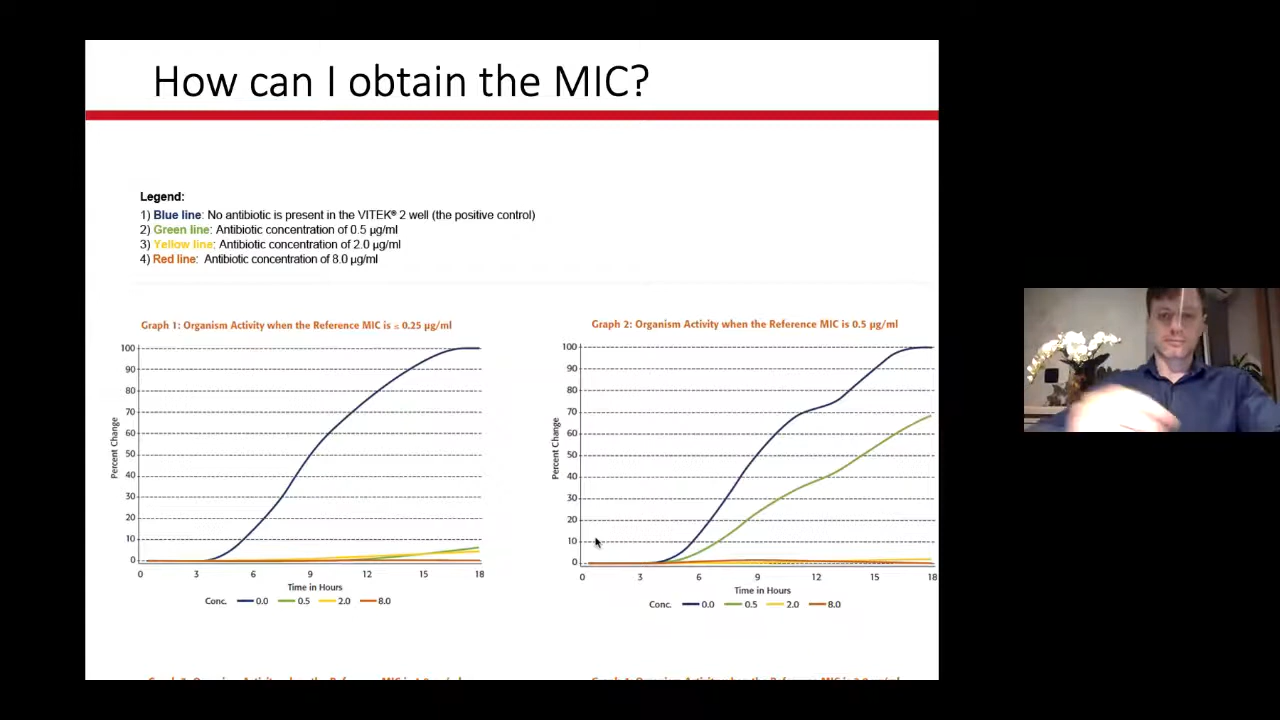 How can I obtain the MIC?
Legend:
1) Blue line: No antibiotic is present in the VITEK® 2 well (the positive control)
2) Green line: Antibiotic concentration of 0.5 µg/ml
3) Yellow line: Antibiotic concentration of 2.0 µg/ml
4) Red line: Antibiotic concentration of 8.0 µg/ml
Graph 1: Organism Activity when the Reference MIC is ≤ 0.25 µg/ml
100
90
80
70
60
50
40
30
20
10
0
Percent Change
0 3 6 9 12 15 18
Time in Hours
Conc. 0.0 0.5 2.0 8.0
Graph 2: Organism Activity when the Reference MIC is 0.5 µg/ml
100
90
80
70
60
50
40
30
20
10
0
Percent Change
0 3 6 9 12 15 18
Time in Hours
Conc. 0.0 0.5 2.0 8.0